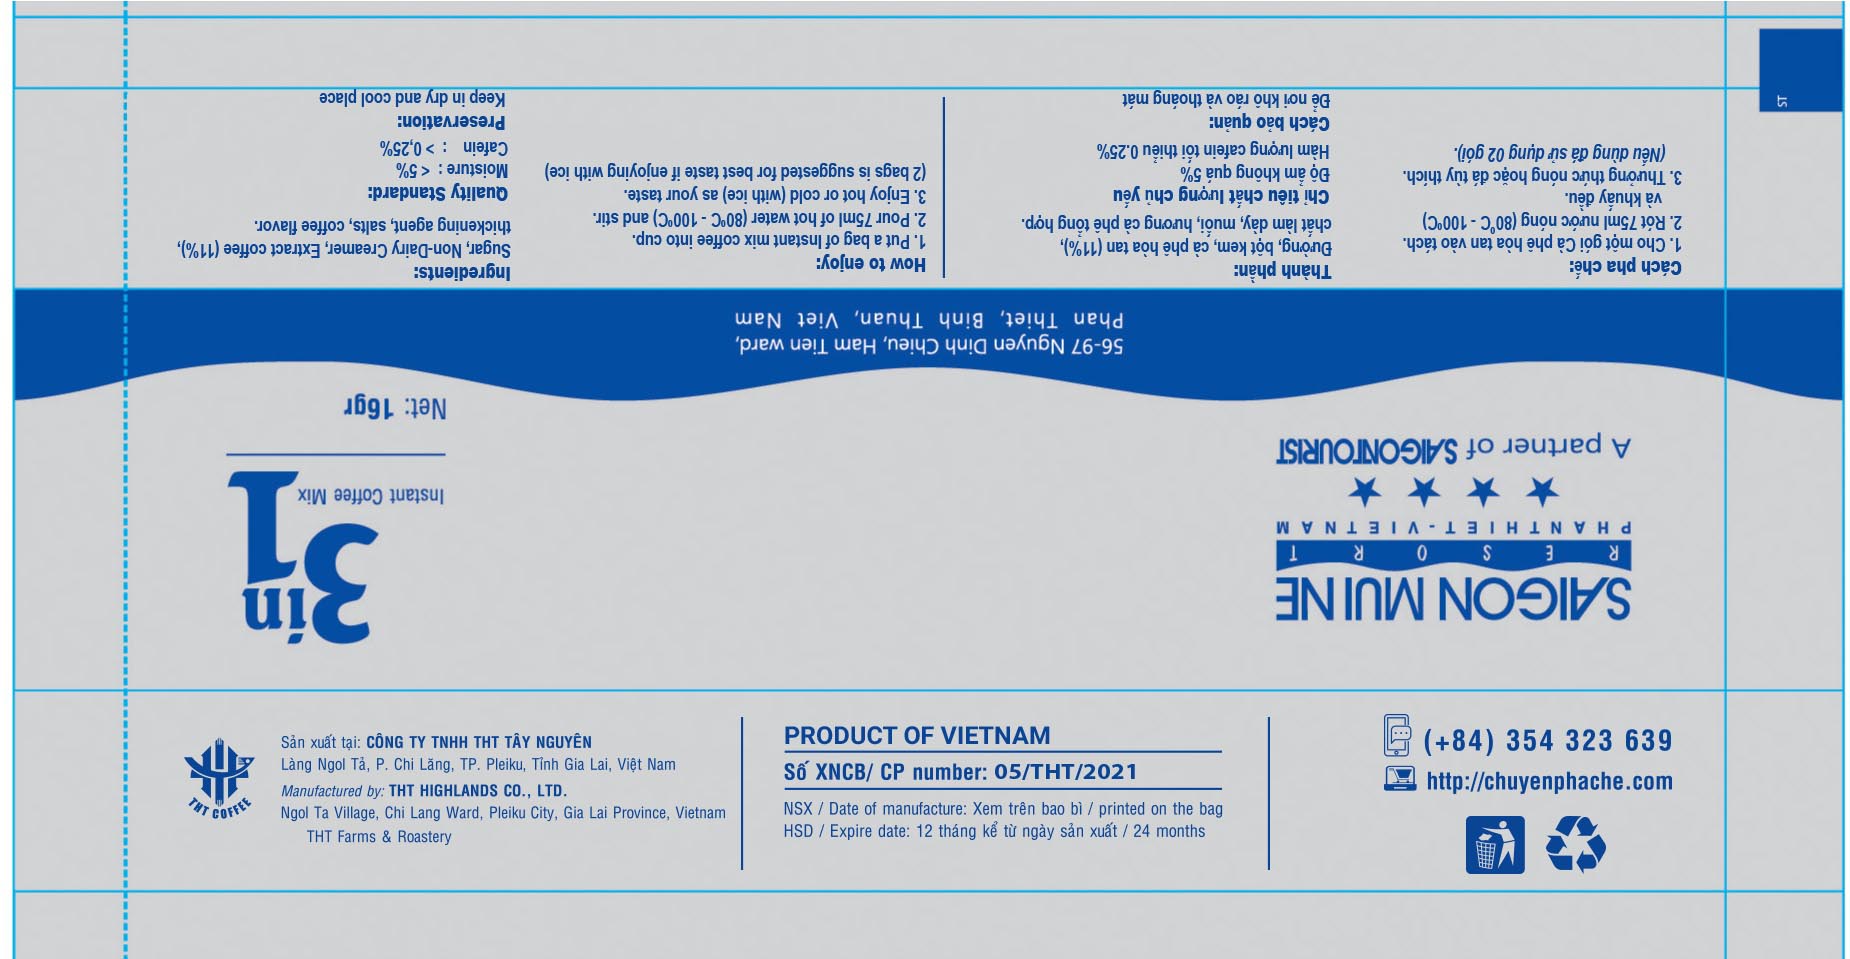 Cách pha chế:
1. Cho một gói Cà phê hòa tan vào tách.
2. Rót 75ml nước nóng (80⁰C - 100⁰C)
và khuấy đều.
3. Thưởng thức nóng hoặc đá tùy thích.
(Nếu dùng đá sử dụng 02 gói).
Thành phần:
Đường, bột kem, cà phê hòa tan (11%),
chất làm dày, muối, hương cà phê tổng hợp.
Chỉ tiêu chất lượng chủ yếu
Độ ẩm không quá 5%
Hàm lượng cafein tối thiểu 0.25%
Cách bảo quản:
Để nơi khô ráo và thoáng mát
How to enjoy:
1. Put a bag of Instant mix coffee into cup.
2. Pour 75ml of hot water (80⁰C - 100⁰C) and stir.
3. Enjoy hot or cold (with ice) as your taste.
(2 bags is suggested for best taste if enjoying with ice)
Ingredients:
Sugar, Non-Dairy Creamer, Extract coffee (11%),
thickening agent, salts, coffee flavor.
Quality Standard:
Moisture : < 5%
Cafein : > 0,25%
Preservation:
Keep in dry and cool place
ST
SAIGON MUI NE
RESORT
PHANTHIET-VIETNAM
A partner of SAIGONTOURIST
3in1
Instant Coffee Mix
Net: 16gr
56-97 Nguyen Dinh Chieu, Ham Tien ward,
Phan Thiet, Binh Thuan, Viet Nam
THT COFFEE
Sản xuất tại: CÔNG TY TNHH THT TÂY NGUYÊN
Làng Ngol Tả, P. Chi Lăng, TP. Pleiku, Tỉnh Gia Lai, Việt Nam
Manufactured by: THT HIGHLANDS CO., LTD.
Ngol Ta Village, Chi Lang Ward, Pleiku City, Gia Lai Province, Vietnam
THT Farms & Roastery
PRODUCT OF VIETNAM
Số XNCB/ CP number: 05/THT/2021
NSX / Date of manufacture: Xem trên bao bì / printed on the bag
HSD / Expire date: 12 tháng kể từ ngày sản xuất / 24 months
(+84) 354 323 639
http://chuyenphache.com